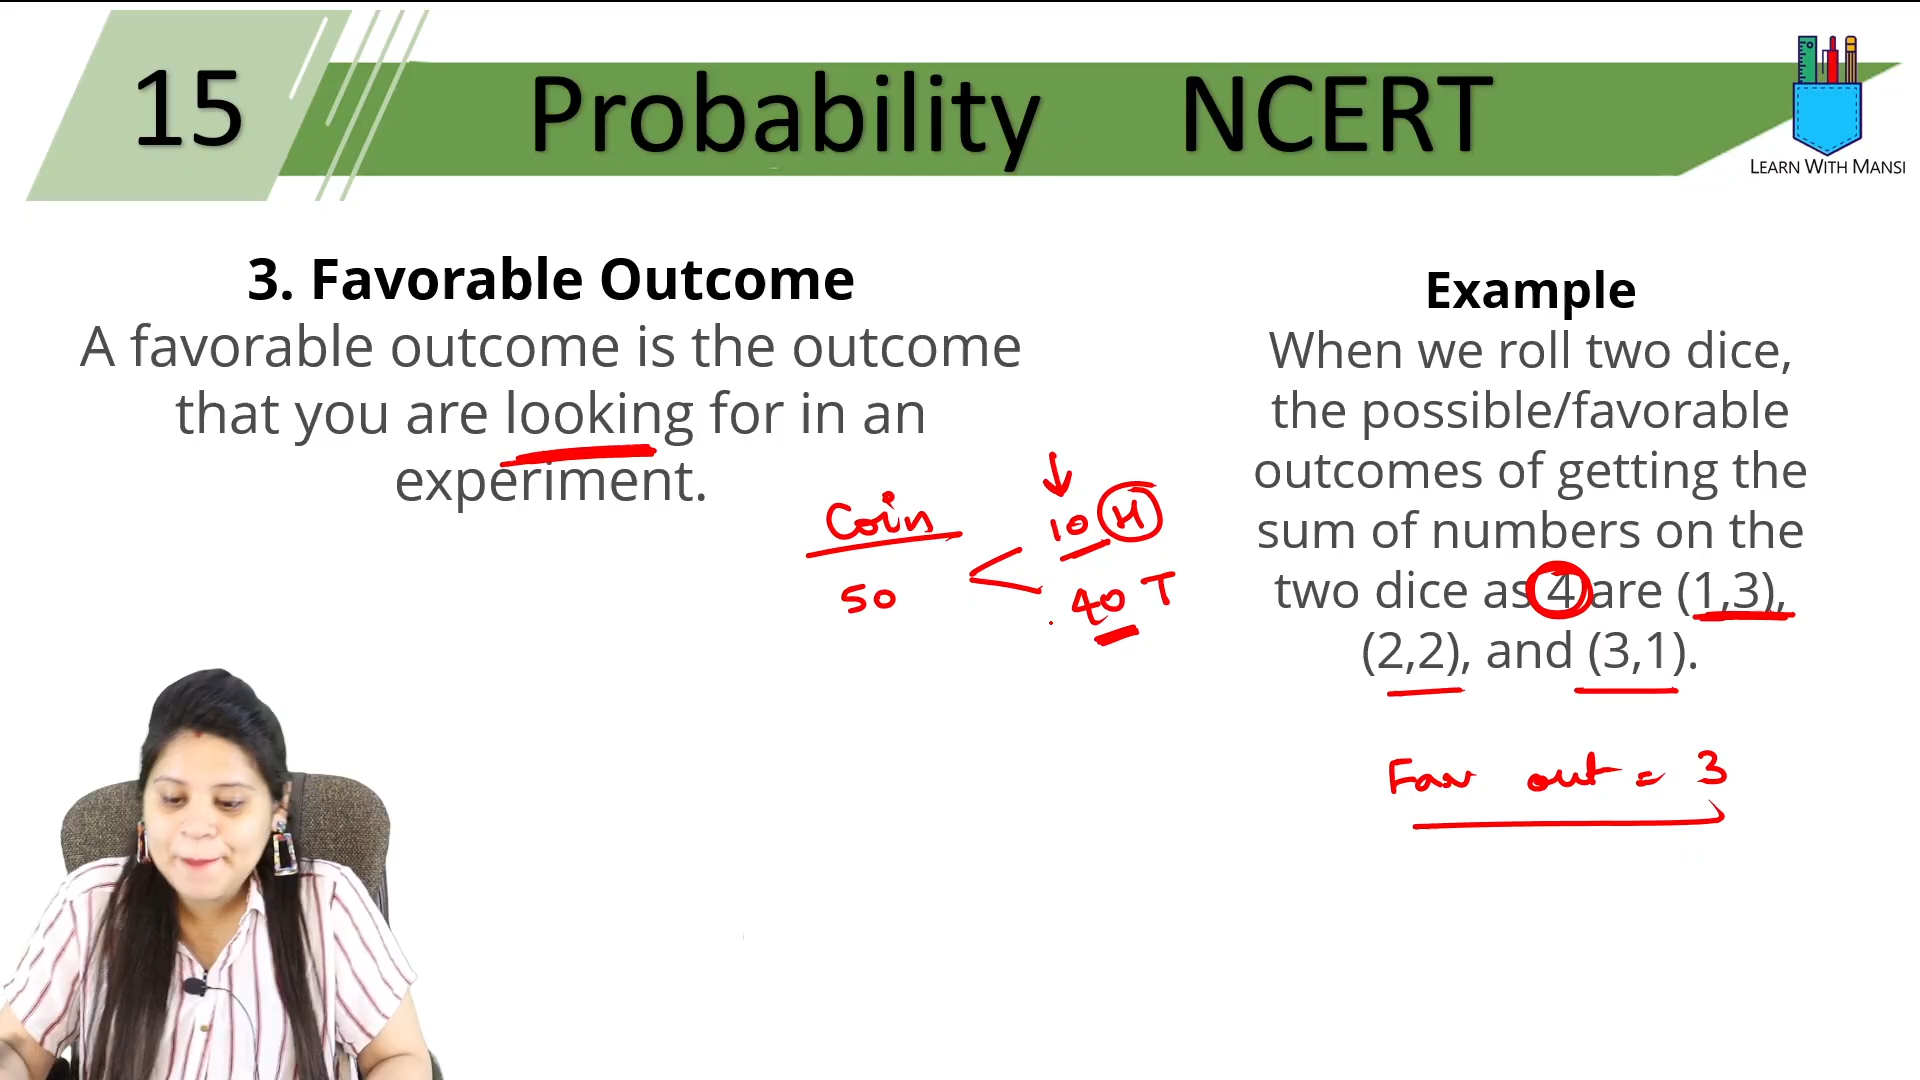 15 Probability NCERT
LEARN WITH MANSI
3. Favorable Outcome
A favorable outcome is the outcome
that you are looking for in an
experiment.
Coin
50
10 H
40 T
Example
When we roll two dice,
the possible/favorable
outcomes of getting the
sum of numbers on the
two dice as 4 are (1,3),
(2,2), and (3,1).
Fav out = 3